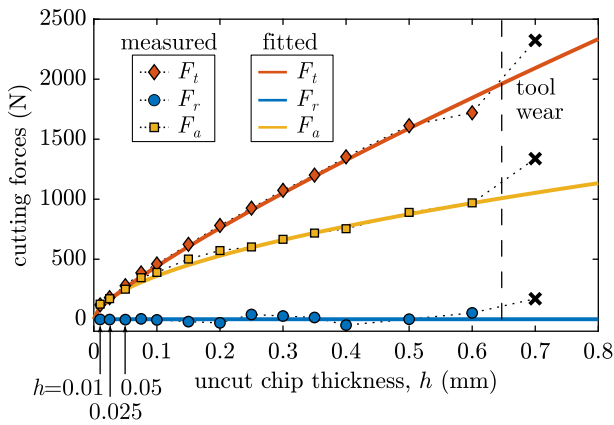 2500
2000
1500
1000
500
0
cutting forces (N)
measured
F_t
F_r
F_a
fitted
F_t
F_r
F_a
tool
wear
0 0.1 0.2 0.3 0.4 0.5 0.6 0.7 0.8
h=0.01
0.05
0.025
uncut chip thickness, h (mm)